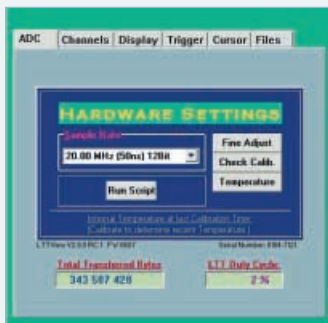 ADC Channels Display Trigger Cursor Files
HARDWARE SETTINGS
Sample Rate
20.00 MHz (50ns) 12Bit
Fine Adjust
Check Calib.
Temperature
Run Script
Internal Temperature at last Calibration Time:
(Calibrate to determine recent Temperature)
Serial Number:
Total Transferred Bytes
LTT Duty Cycle
343 587 428
2 %